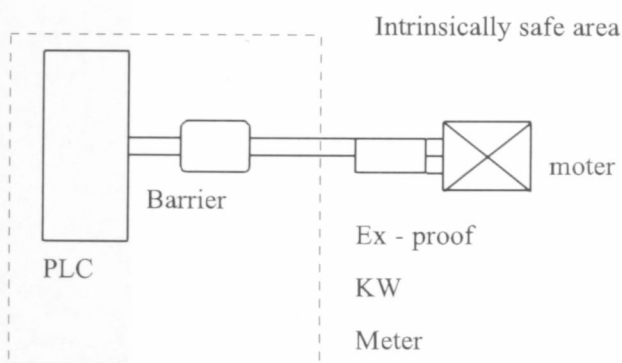 Intrinsically safe area
Barrier
moter
PLC
Ex - proof
KW
Meter